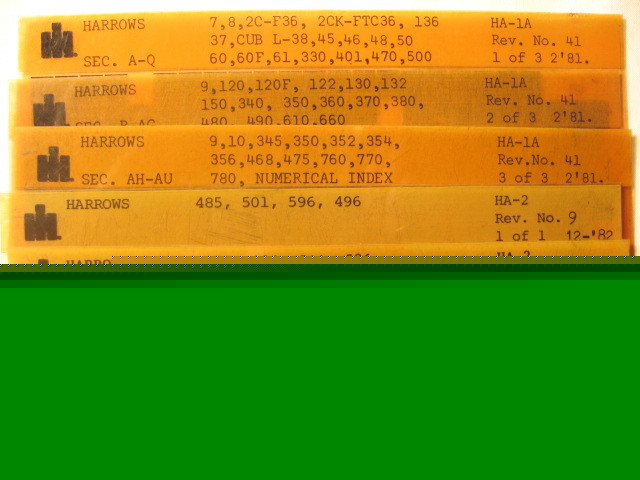 HARROWS 7,8,2C-F36, 2CK-FTC36, 136 HA-1A
37,CUB L-38,45,46,48,50 Rev. No. 41
SEC. A-Q 60,60F,61,330,401,470,500 1 of 3 2'81.
HARROWS 9,120,120F, 122,130,132 HA-1A
150,340, 350,360,370,380, Rev. No. 41
480, 490,610,660 2 of 3 2'81.
HARROWS 9,10,345,350,352,354, HA-1A
356,468,475,760,770, Rev.No. 41
SEC. AH-AU 780, NUMERICAL INDEX 3 of 3 2'81.
HARROWS 485, 501, 596, 496 HA-2
Rev. No. 9
1 of 1 12-'82